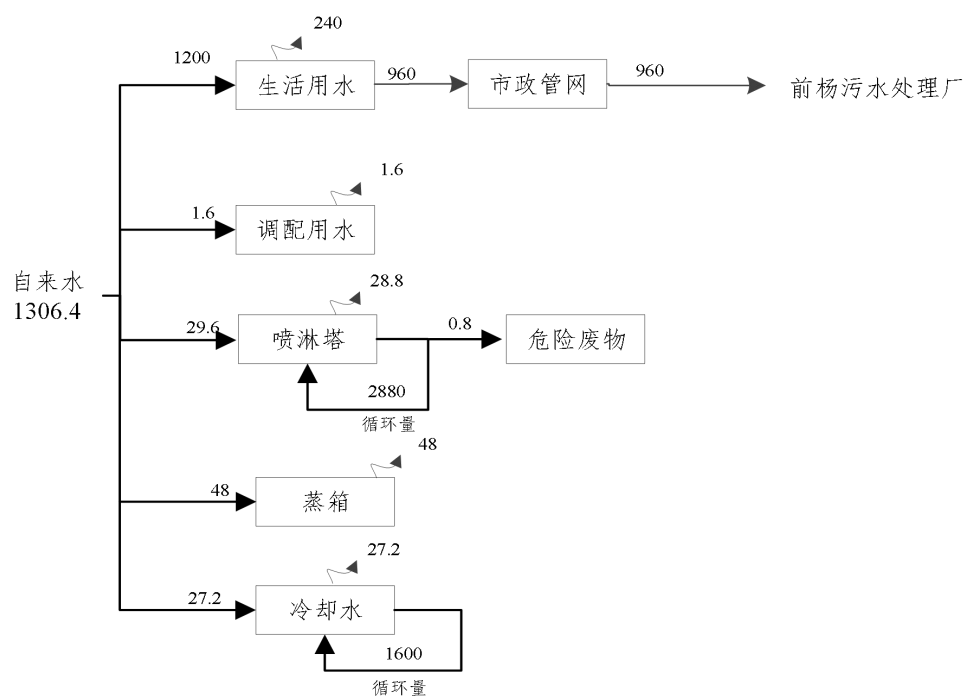 240
1200
生活用水
960
市政管网
960
前杨污水处理厂
1.6
1.6
调配用水
自来水
1306.4
28.8
29.6
喷淋塔
0.8
危险废物
2880
循环量
48
48
蒸箱
27.2
27.2
冷却水
1600
循环量